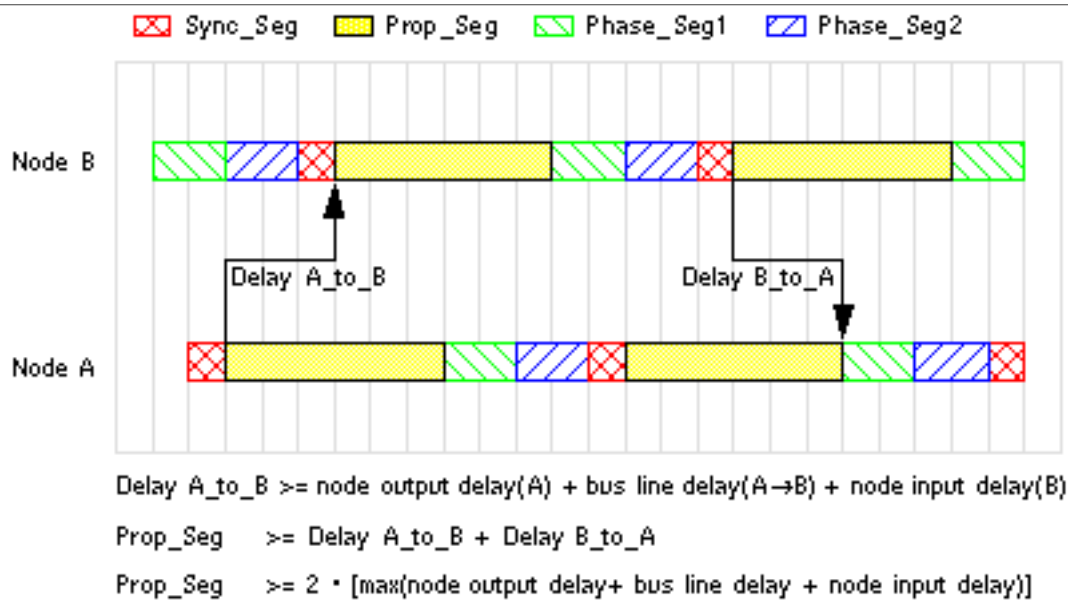 Sync_Seg Prop_Seg Phase_Seg1 Phase_Seg2
Node B
Delay A_to_B Delay B_to_A
Node A
Delay A_to_B >= node output delay(A) + bus line delay(A→B) + node input delay(B)
Prop_Seg >= Delay A_to_B + Delay B_to_A
Prop_Seg >= 2 • [max(node output delay+ bus line delay + node input delay)]